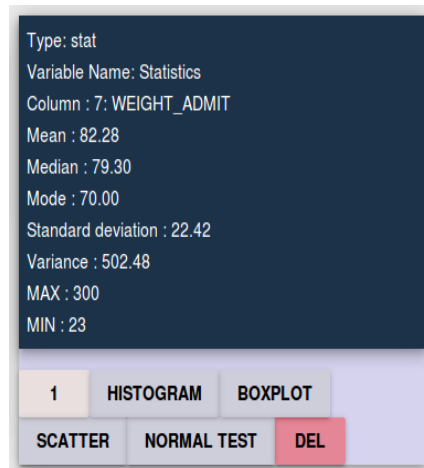 Type: stat
Variable Name: Statistics
Column : 7: WEIGHT_ADMIT
Mean : 82.28
Median : 79.30
Mode : 70.00
Standard deviation : 22.42
Variance : 502.48
MAX : 300
MIN : 23
1 HISTOGRAM BOXPLOT
SCATTER NORMAL TEST DEL